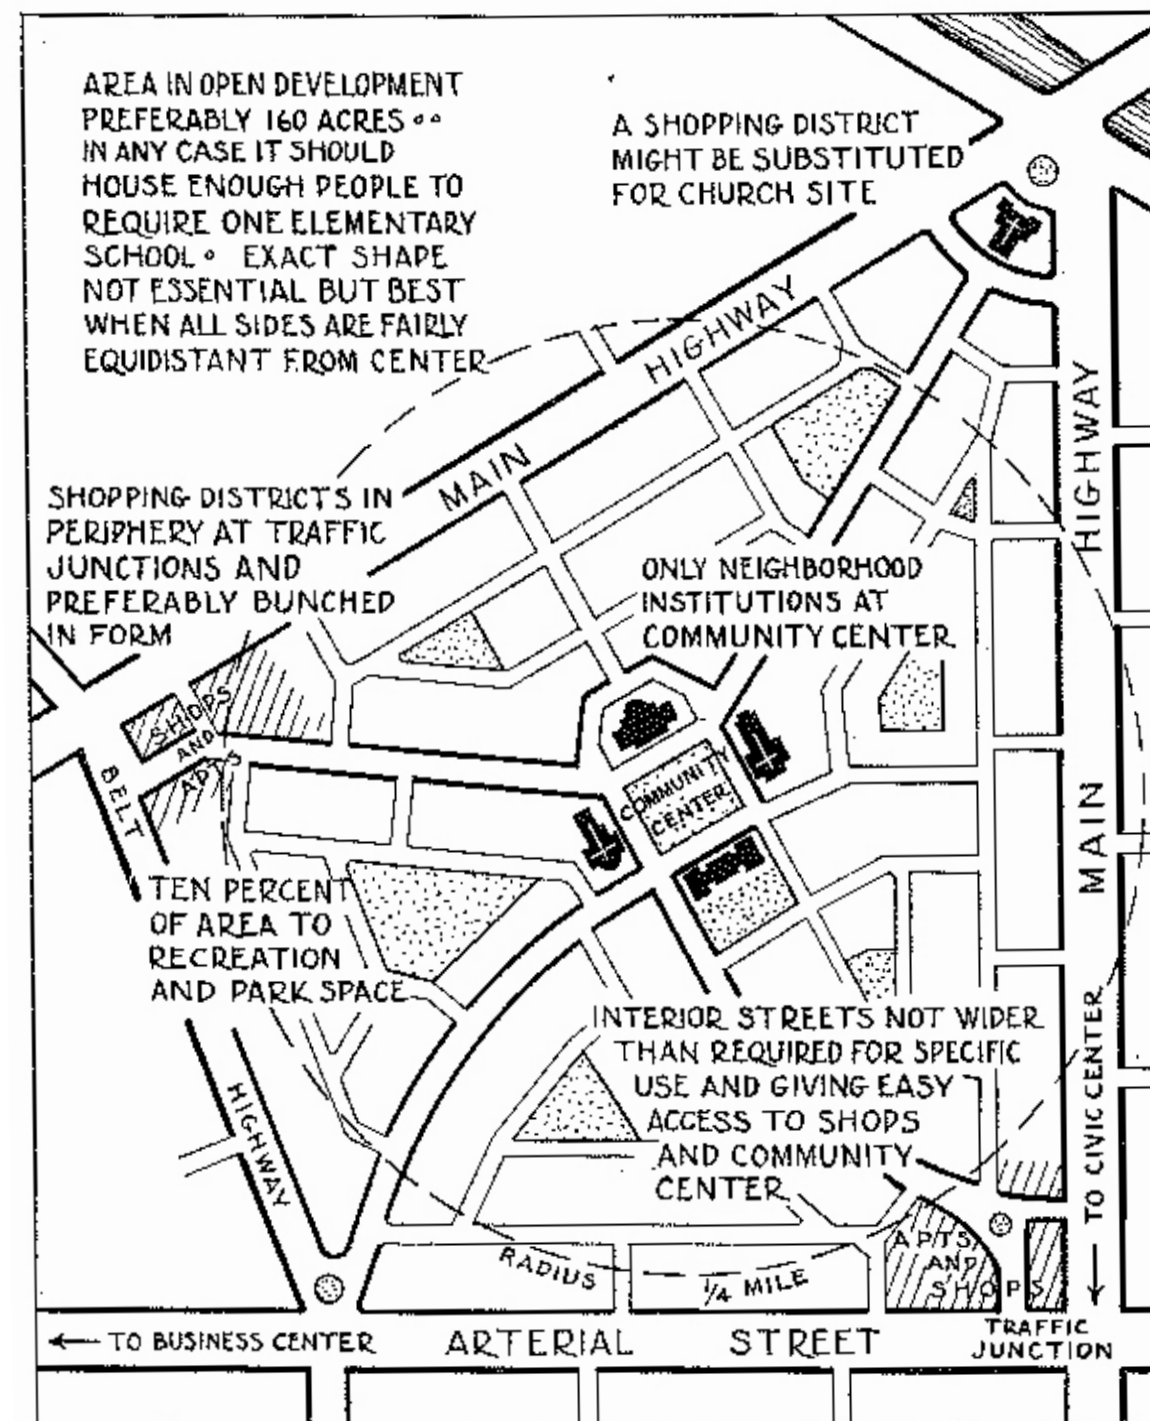 AREA IN OPEN DEVELOPMENT
PREFERABLY 160 ACRES
IN ANY CASE IT SHOULD
HOUSE ENOUGH PEOPLE TO
REQUIRE ONE ELEMENTARY
SCHOOL EXACT SHAPE
NOT ESSENTIAL BUT BEST
WHEN ALL SIDES ARE FAIRLY
EQUIDISTANT FROM CENTER
A SHOPPING DISTRICT
MIGHT BE SUBSTITUTED
FOR CHURCH SITE
MAIN HIGHWAY
HIGHWAY
MAIN
SHOPPING DISTRICTS IN
PERIPHERY AT TRAFFIC
JUNCTIONS AND
PREFERABLY BUNCHED
IN FORM
ONLY NEIGHBORHOOD
INSTITUTIONS AT
COMMUNITY CENTER
SHOPS
AND
APTS
BELT
HIGHWAY
COMMUNITY
CENTER
TEN PERCENT
OF AREA TO
RECREATION
AND PARK SPACE
INTERIOR STREETS NOT WIDER
THAN REQUIRED FOR SPECIFIC
USE AND GIVING EASY
ACCESS TO SHOPS
AND COMMUNITY
CENTER
TO CIVIC CENTER
APTS
AND
SHOPS
RADIUS 1/4 MILE
← TO BUSINESS CENTER
ARTERIAL STREET
TRAFFIC
JUNCTION